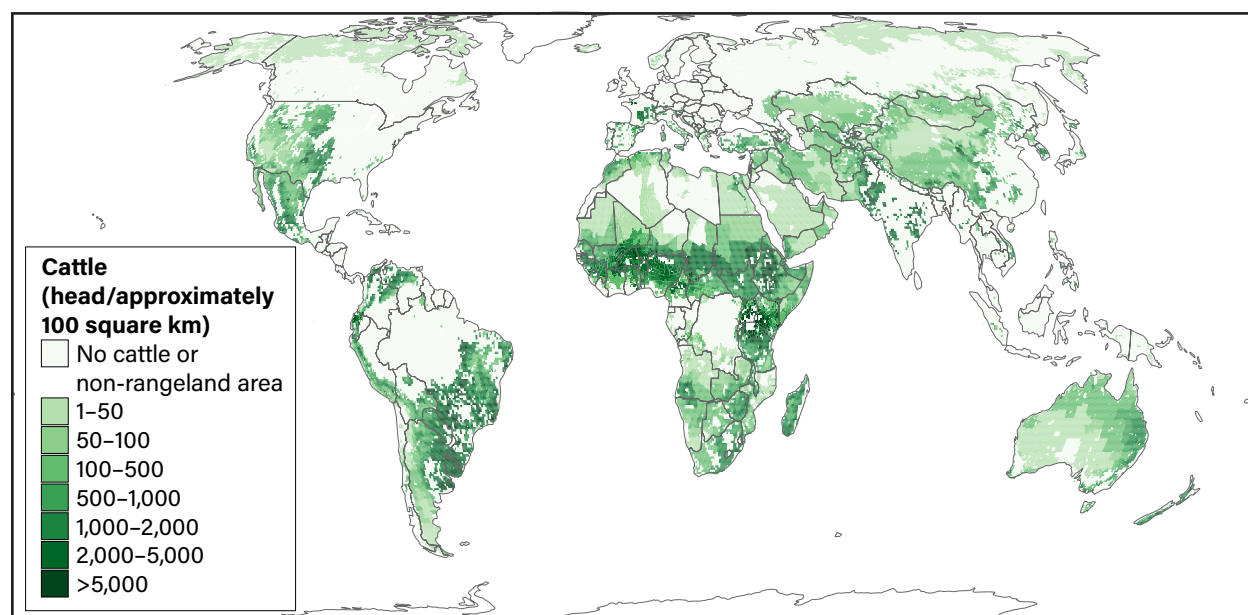 Cattle
(head/approximately
100 square km)
No cattle or
non-rangeland area
1–50
50–100
100–500
500–1,000
1,000–2,000
2,000–5,000
>5,000